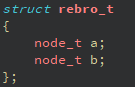 struct rebro_t
{
    node_t a;
    node_t b;
};